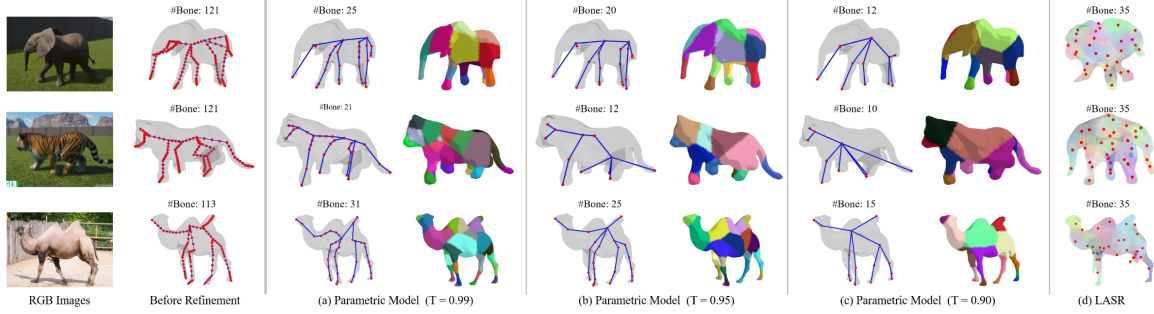 #Bone: 121
#Bone: 25
#Bone: 20
#Bone: 12
#Bone: 35
#Bone: 121
#Bone: 21
#Bone: 12
#Bone: 10
#Bone: 35
#Bone: 113
#Bone: 31
#Bone: 25
#Bone: 15
#Bone: 35
RGB Images
Before Refinement
(a) Parametric Model (T = 0.99)
(b) Parametric Model (T = 0.95)
(c) Parametric Model (T = 0.90)
(d) LASR